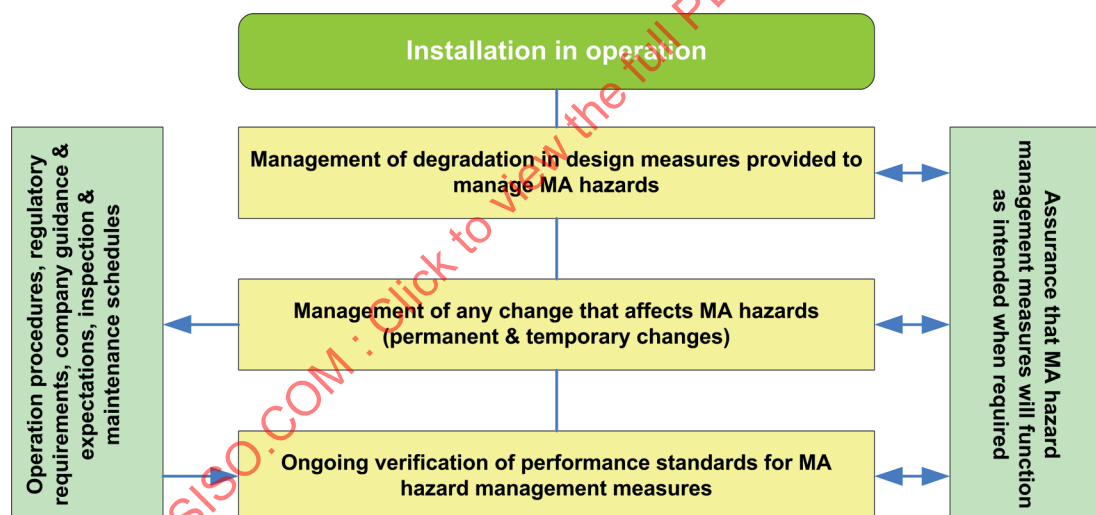 Installation in operation
Operation procedures, regulatory
requirements, company guidance &
expectations, inspection &
maintenance schedules
Management of degradation in design measures provided to
manage MA hazards
Management of any change that affects MA hazards
(permanent & temporary changes)
Ongoing verification of performance standards for MA
hazard management measures
Assurance that MA hazard
management measures will function
as intended when required
SISO.COM : Click to view the full PD